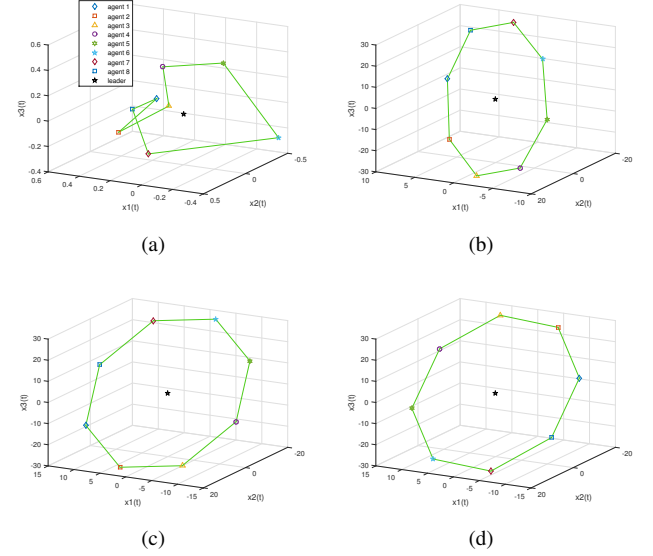 agent 1
agent 2
agent 3
agent 4
agent 5
agent 6
agent 7
agent 8
leader
0.6
0.4
0.2
0
-0.2
-0.4
x3(t)
0.6
0.4
0.2
0
-0.2
-0.4
x1(t)
0.5
0
-0.5
x2(t)
(a)
30
20
10
0
-10
-20
-30
x3(t)
10
5
0
-5
-10
x1(t)
20
0
-20
x2(t)
(b)
30
20
10
0
-10
-20
-30
x3(t)
15
10
5
0
-5
-10
-15
x1(t)
20
0
-20
x2(t)
(c)
30
20
10
0
-10
-20
-30
x3(t)
15
10
5
0
-5
-10
-15
x1(t)
20
0
-20
x2(t)
(d)